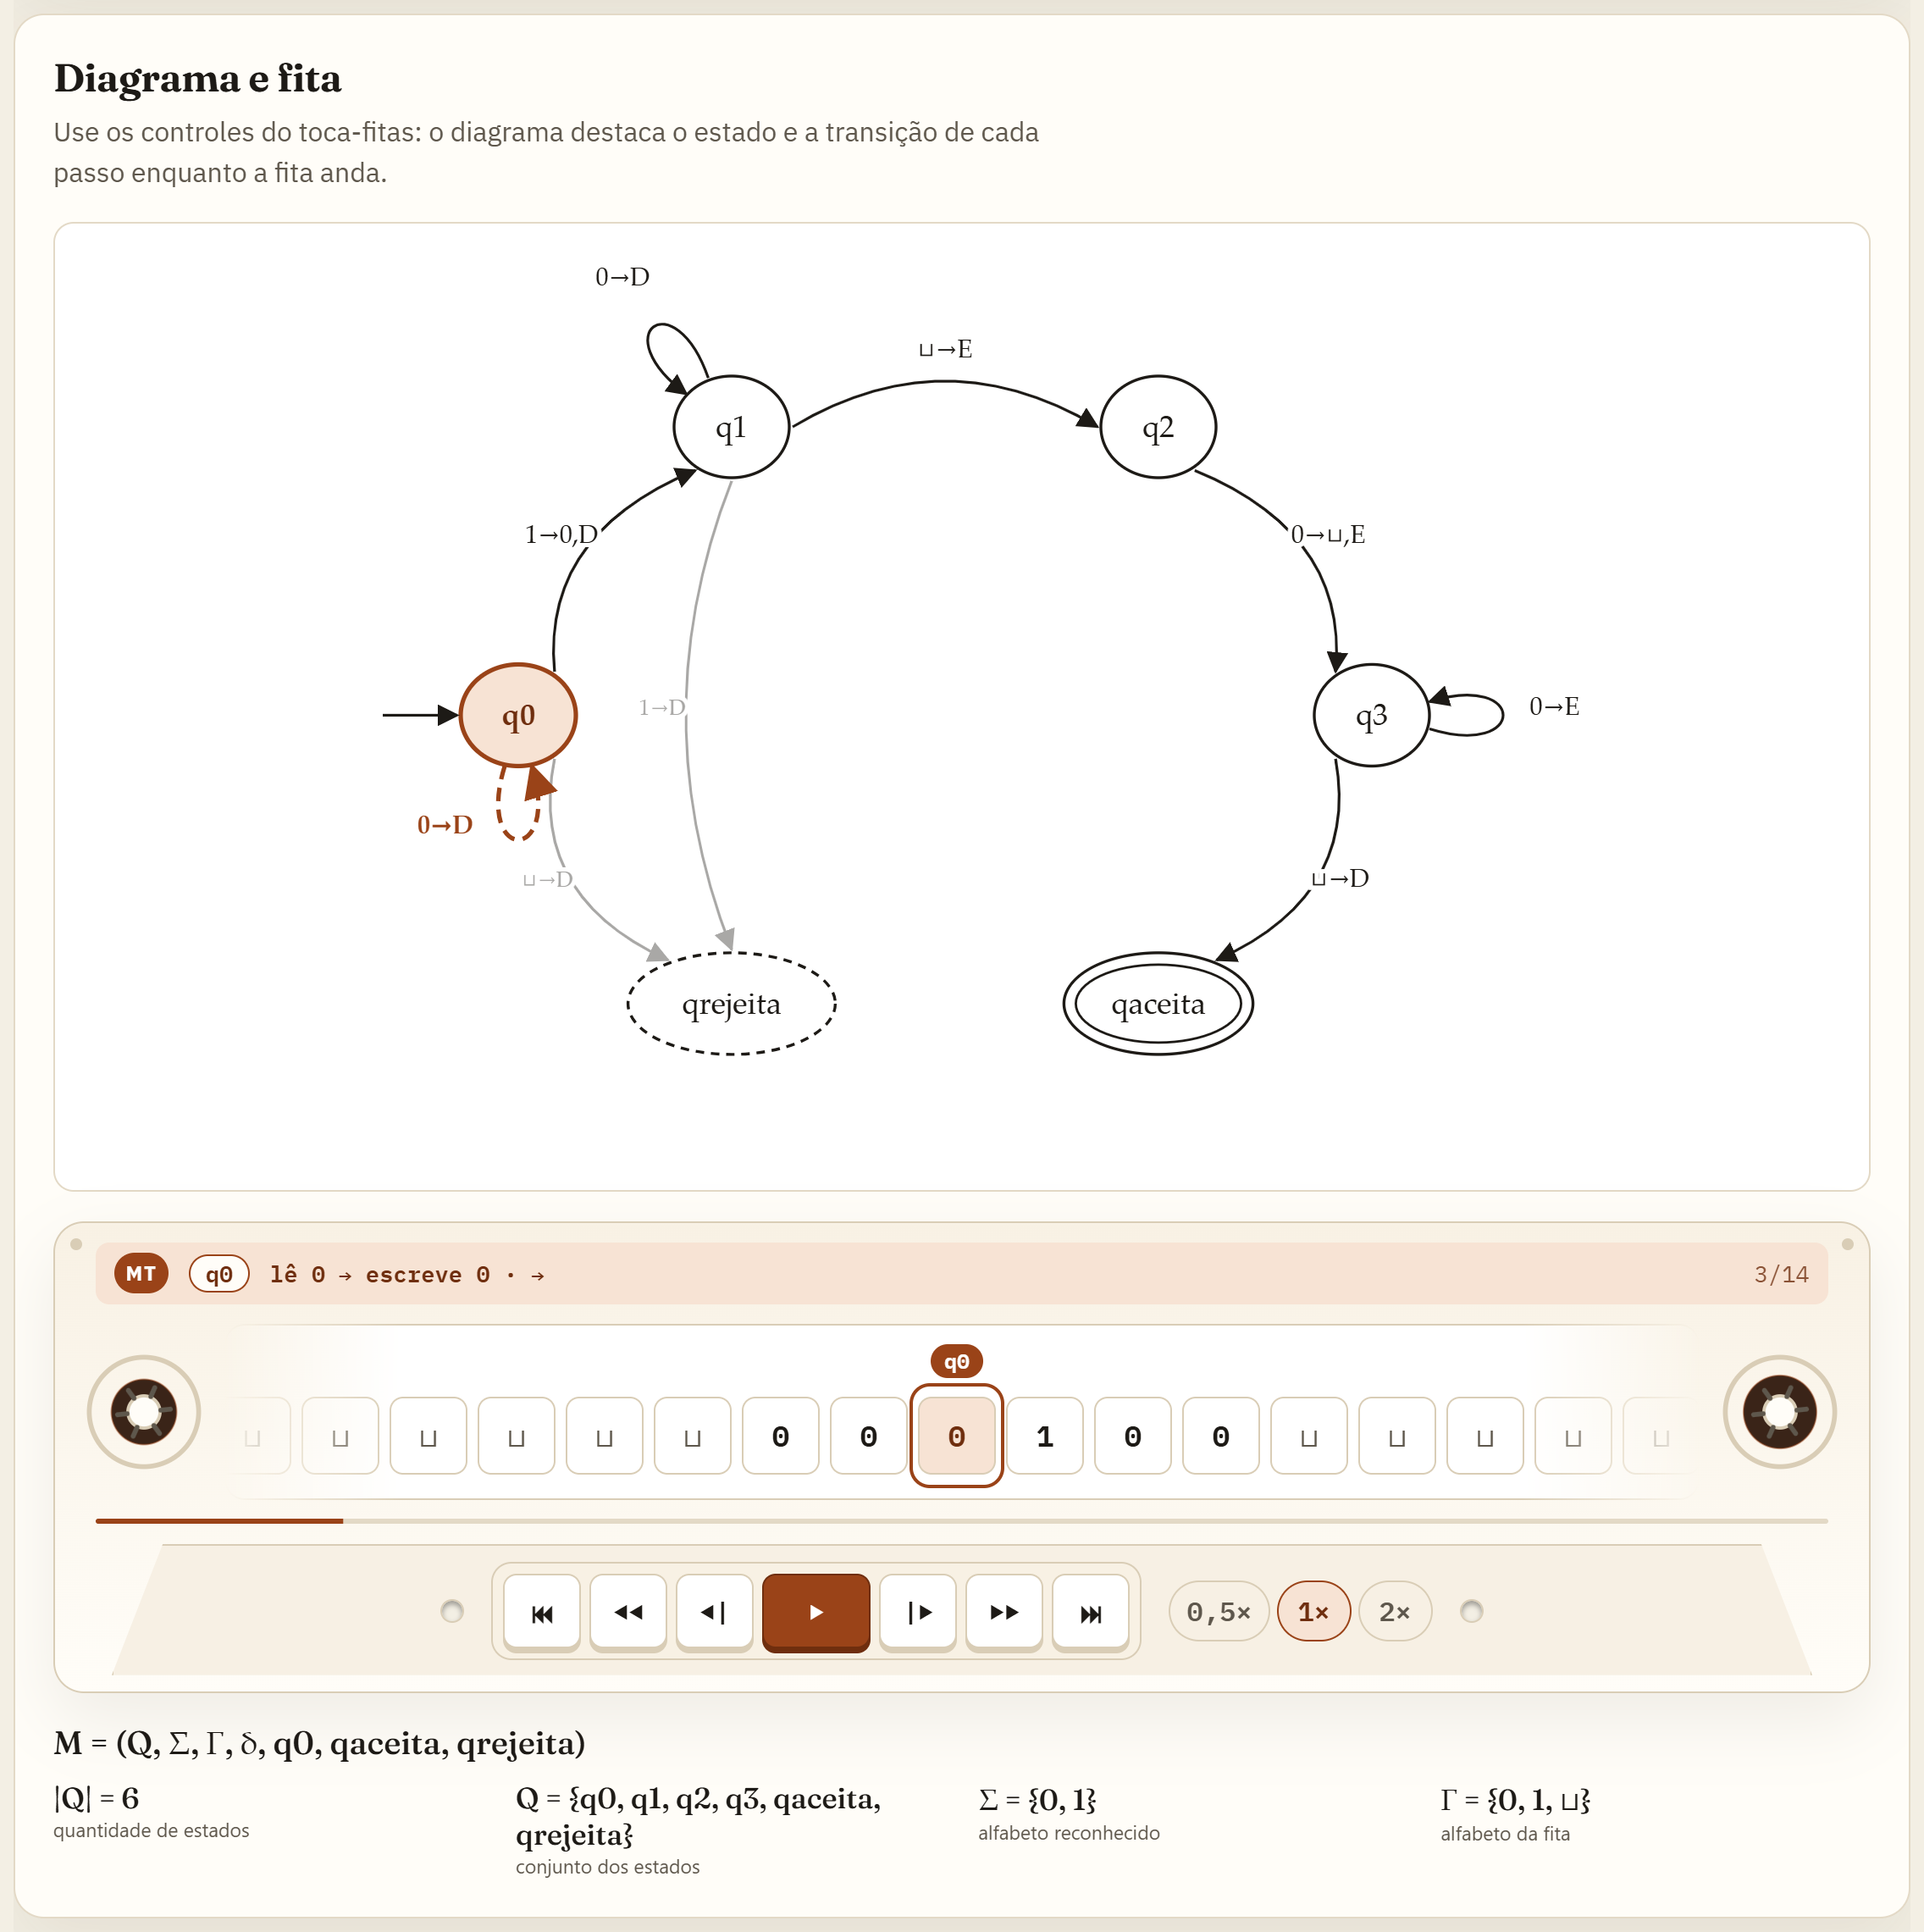 Diagrama e fita
Use os controles do toca-fitas: o diagrama destaca o estado e a transição de cada
passo enquanto a fita anda.
0→D
⊔→E
q1
q2
1→0,D
0→⊔,E
1→D
q0
q3
0→E
0→D
⊔→D
⊔→D
qrejeita
qaceita
MT q0 lê 0 → escreve 0 · → 3/14
q0
⊔ ⊔ ⊔ ⊔ ⊔ ⊔ 0 0 0 1 0 0 ⊔ ⊔ ⊔ ⊔ ⊔
0,5× 1× 2×
M = (Q, Σ, Γ, δ, q0, qaceita, qrejeita)
|Q| = 6
quantidade de estados
Q = {q0, q1, q2, q3, qaceita,
qrejeita}
conjunto dos estados
Σ = {0, 1}
alfabeto reconhecido
Γ = {0, 1, ⊔}
alfabeto da fita